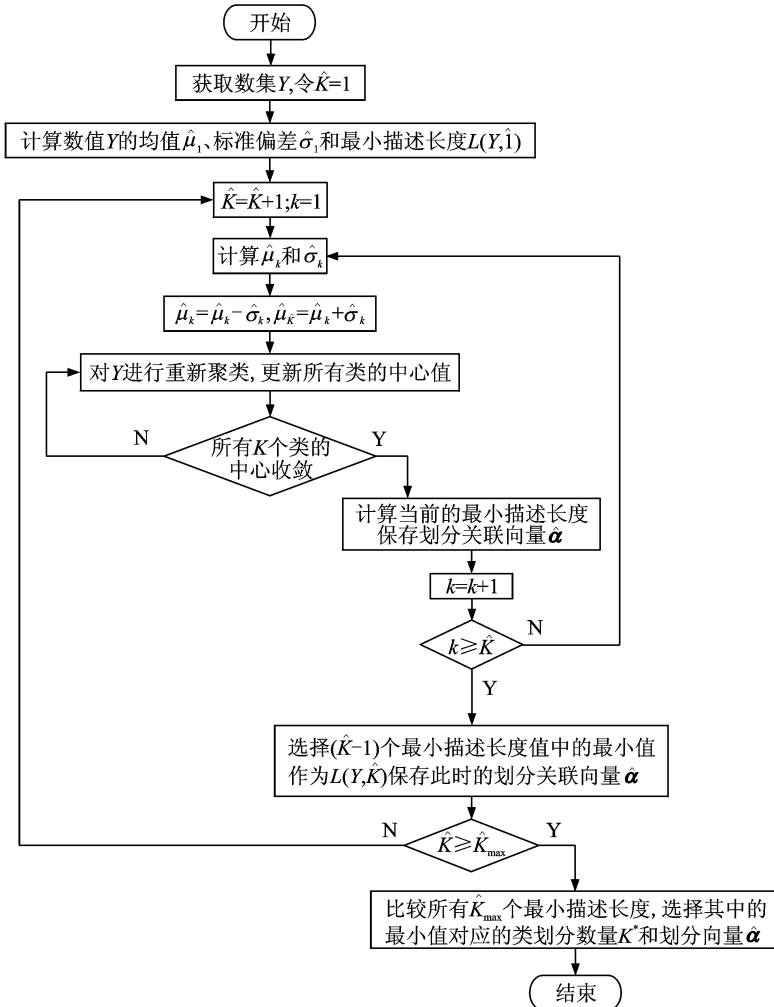 开始
获取数集Y,令K̂=1
计算数值Y的均值μ̂₁、标准偏差σ̂₁和最小描述长度L(Y,1̂)
K̂=K̂+1;k=1
计算μ̂ₖ和σ̂ₖ
μ̂ₖ=μ̂ₖ-σ̂ₖ,μ̂_K̂=μ̂ₖ+σ̂ₖ
对Y进行重新聚类,更新所有类的中心值
N
所有K个类的
中心收敛
Y
计算当前的最小描述长度
保存划分关联向量α̂
k=k+1
k≥K̂
N
Y
选择(K̂-1)个最小描述长度值中的最小值
作为L(Y,K̂)保存此时的划分关联向量α̂
N
K̂≥K̂max
Y
比较所有K̂max个最小描述长度,选择其中的
最小值对应的类划分数量K*和划分向量α̂
结束